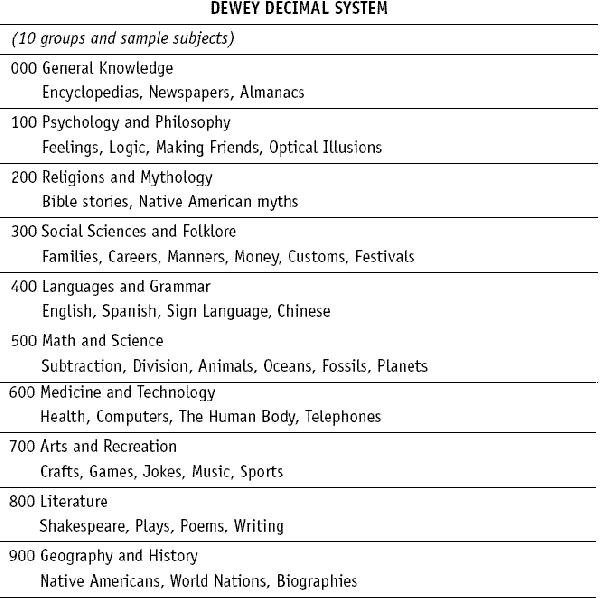 DEWEY DECIMAL SYSTEM
(10 groups and sample subjects)
000 General Knowledge
Encyclopedias, Newspapers, Almanacs
100 Psychology and Philosophy
Feelings, Logic, Making Friends, Optical Illusions
200 Religions and Mythology
Bible stories, Native American myths
300 Social Sciences and Folklore
Families, Careers, Manners, Money, Customs, Festivals
400 Languages and Grammar
English, Spanish, Sign Language, Chinese
500 Math and Science
Subtraction, Division, Animals, Oceans, Fossils, Planets
600 Medicine and Technology
Health, Computers, The Human Body, Telephones
700 Arts and Recreation
Crafts, Games, Jokes, Music, Sports
800 Literature
Shakespeare, Plays, Poems, Writing
900 Geography and History
Native Americans, World Nations, Biographies